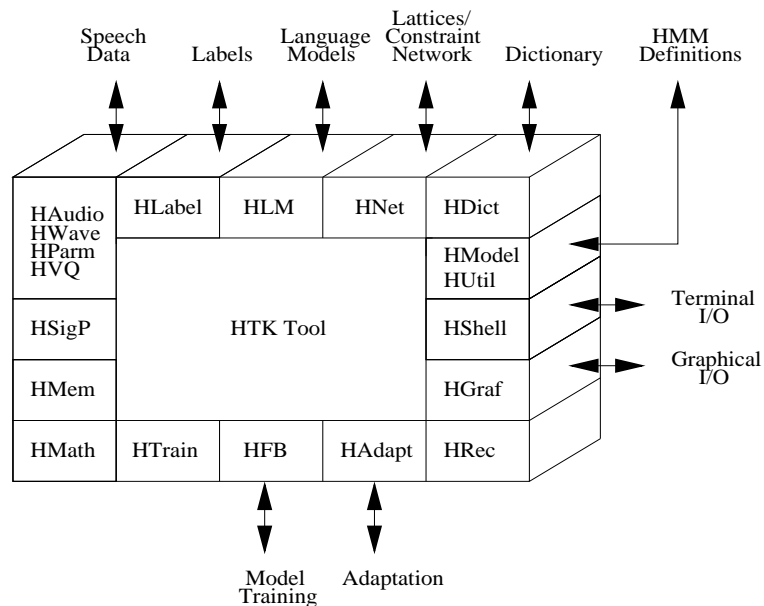 Speech
Data
Labels
Language
Models
Lattices/
Constraint
Network
Dictionary
HMM
Definitions
HAudio
HWave
HParm
HVQ
HLabel
HLM
HNet
HDict
HModel
HUtil
HSigP
HTK Tool
HShell
Terminal
I/O
HMem
HGraf
Graphical
I/O
HMath
HTrain
HFB
HAdapt
HRec
Model
Training
Adaptation